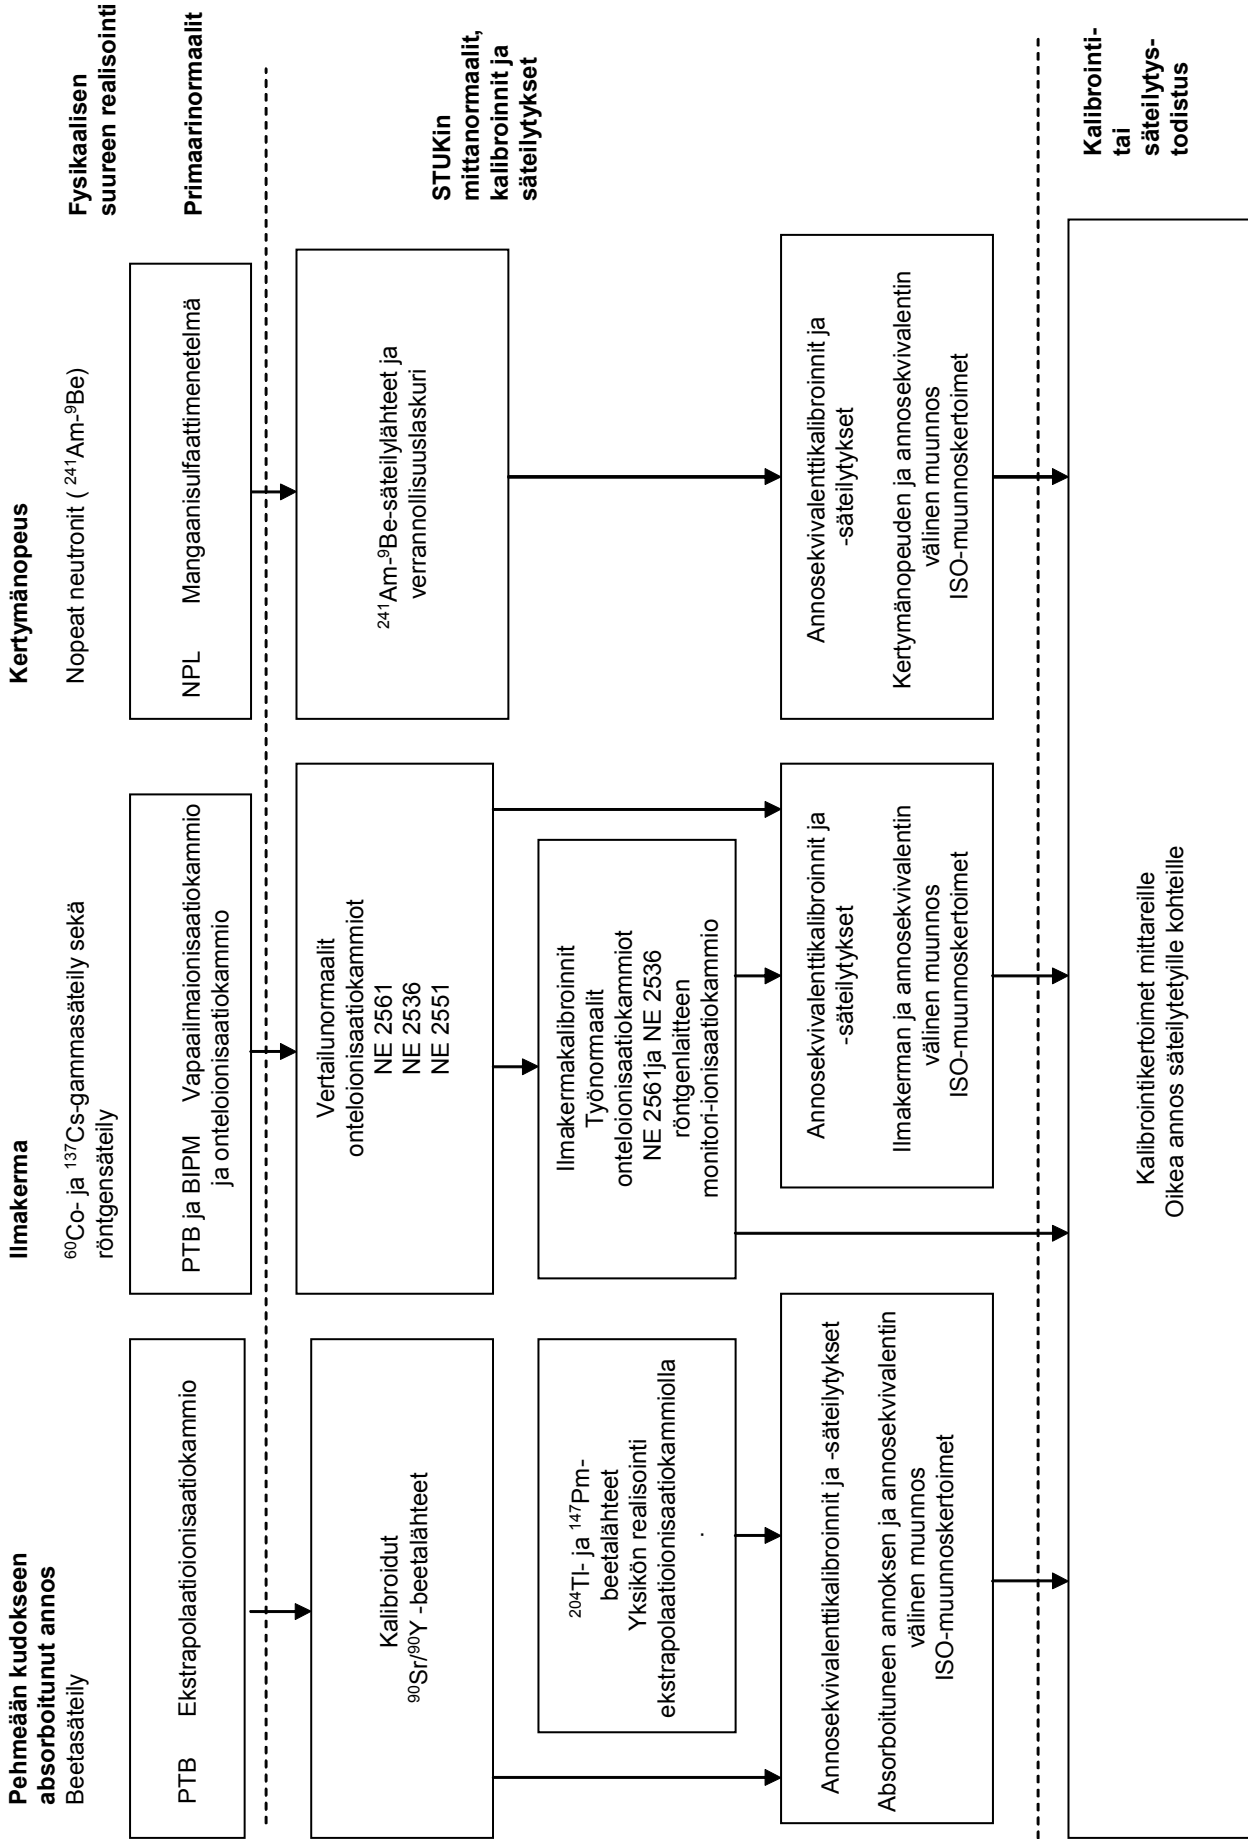 Pehmeään kudokseen
absorboitunut annos
Beetasäteily
Ilmakerma
⁶⁰Co- ja ¹³⁷Cs-gammasäteily sekä
röntgensäteily
Kertymänopeus
Nopeat neutronit ( ²⁴¹Am-⁹Be)
Fysikaalisen
suureen realisointi
PTB Ekstrapolaatioionisaatiokammio
PTB ja BIPM Vapaailmaionisaatiokammio
ja onteloionisaatiokammio
NPL Mangaanisulfaattimenetelmä
Primaarinormaalit
Kalibroidut
⁹⁰Sr/⁹⁰Y -beetalähteet
Vertailunormaalit
onteloionisaatiokammiot
NE 2561
NE 2536
NE 2551
²⁴¹Am-⁹Be-säteilylähteet ja
verrannollisuuslaskuri
STUKin
mittanormaalit,
kalibroinnit ja
säteilytykset
²⁰⁴Tl- ja ¹⁴⁷Pm-
beetalähteet
Yksikön realisointi
ekstrapolaatioionisaatiokammiolla
.
Ilmakermakalibroinnit
Työnormaalit
onteloionisaatiokammiot
NE 2561ja NE 2536
röntgenlaitteen
monitori-ionisaatiokammio
Annosekvivalenttikalibroinnit ja -säteilytykset
Absorboituneen annoksen ja annosekvivalentin
välinen muunnos
ISO-muunnoskertoimet
Annosekvivalenttikalibroinnit ja
-säteilytykset
Ilmakerman ja annosekvivalentin
välinen muunnos
ISO-muunnoskertoimet
Annosekvivalenttikalibroinnit ja
-säteilytykset
Kertymänopeuden ja annosekvivalentin
välinen muunnos
ISO-muunnoskertoimet
Kalibrointikertoimet mittareille
Oikea annos säteilytetyille kohteille
Kalibrointi-
tai
säteilytys-
todistus